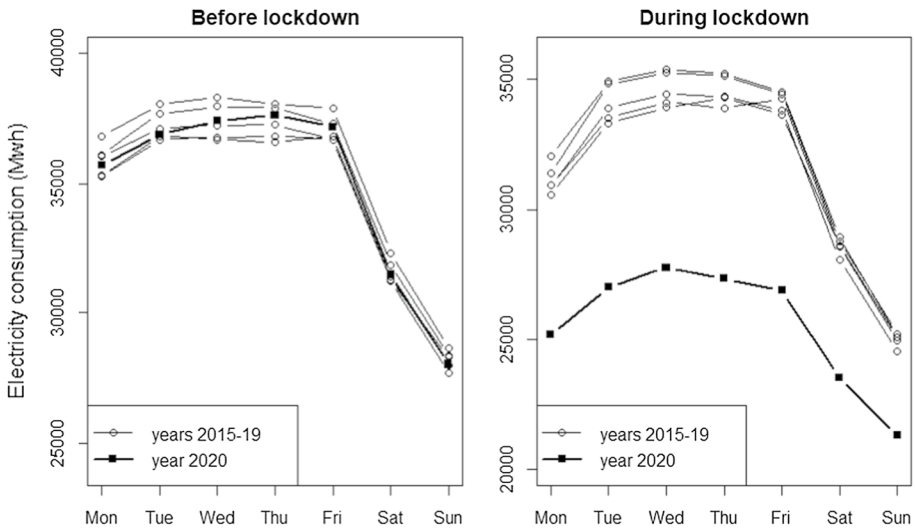 Before lockdown
During lockdown
Electricity consumption (Mwh)
40000
35000
30000
25000
35000
30000
25000
20000
years 2015-19
year 2020
years 2015-19
year 2020
Mon Tue Wed Thu Fri Sat Sun
Mon Tue Wed Thu Fri Sat Sun